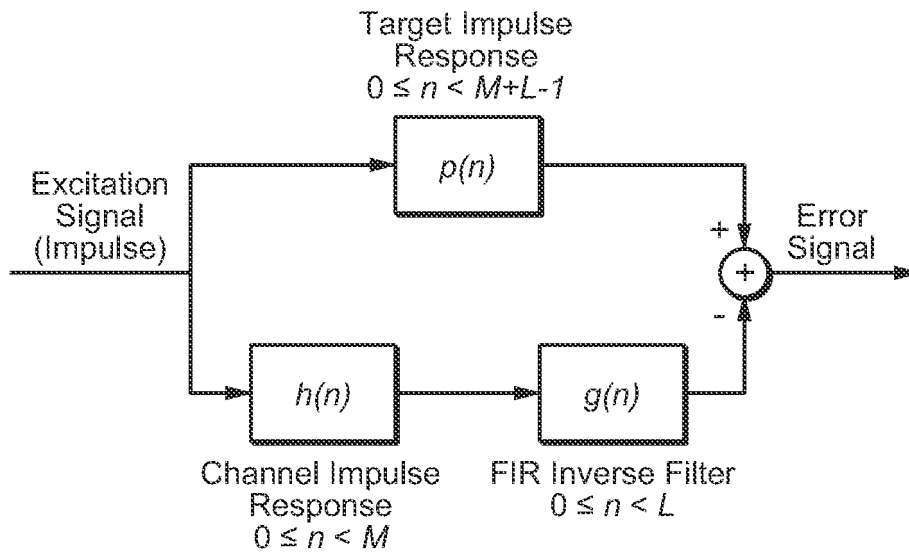 Target Impulse
Response
0 ≤ n < M+L-1
p(n)
Excitation
Signal
(Impulse)
+
+
-
Error
Signal
h(n)
g(n)
Channel Impulse
Response
0 ≤ n < M
FIR Inverse Filter
0 ≤ n < L